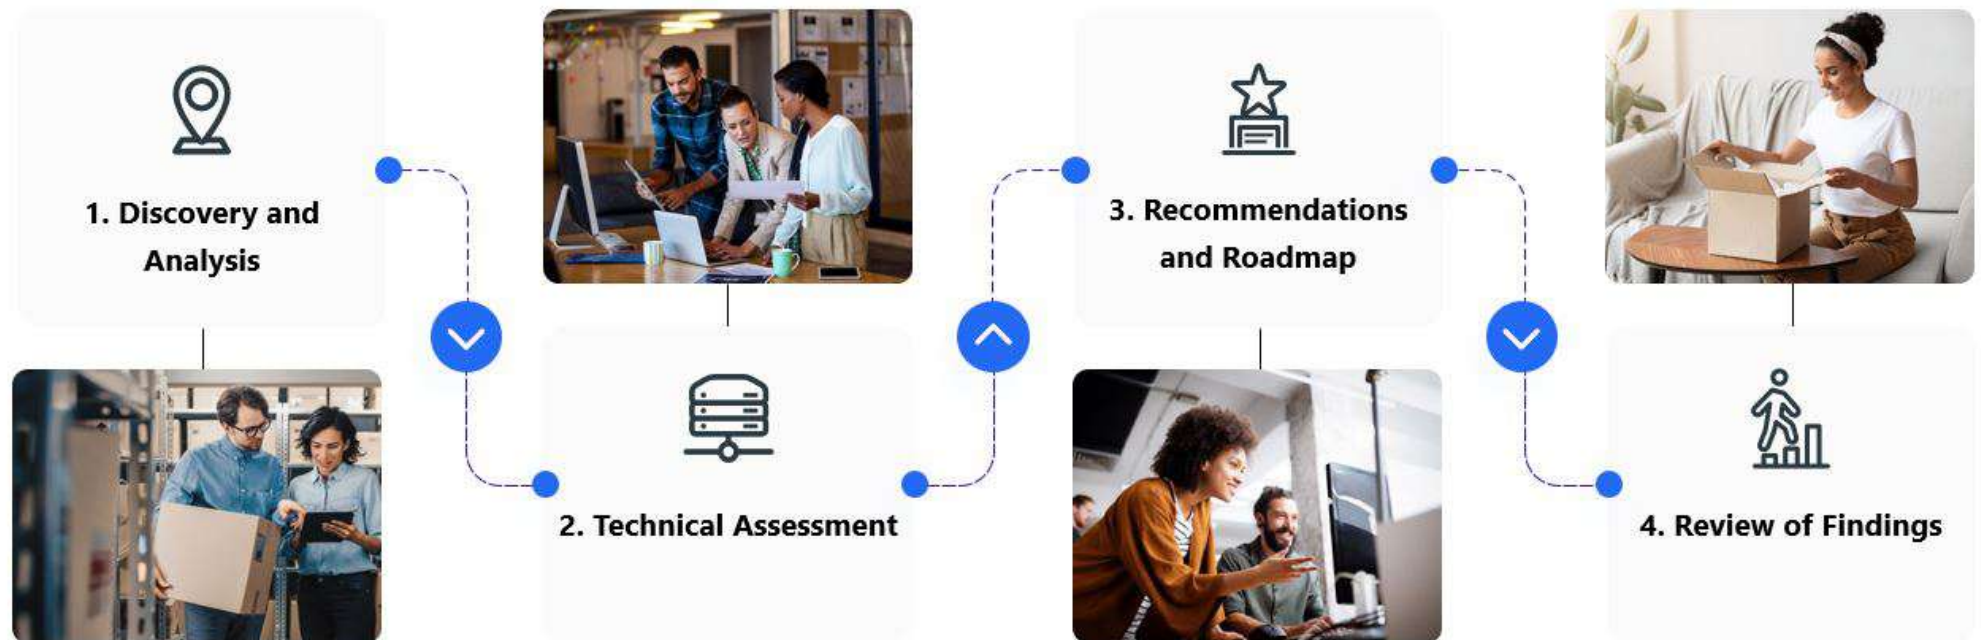 1. Discovery and
Analysis
2. Technical Assessment
3. Recommendations
and Roadmap
4. Review of Findings